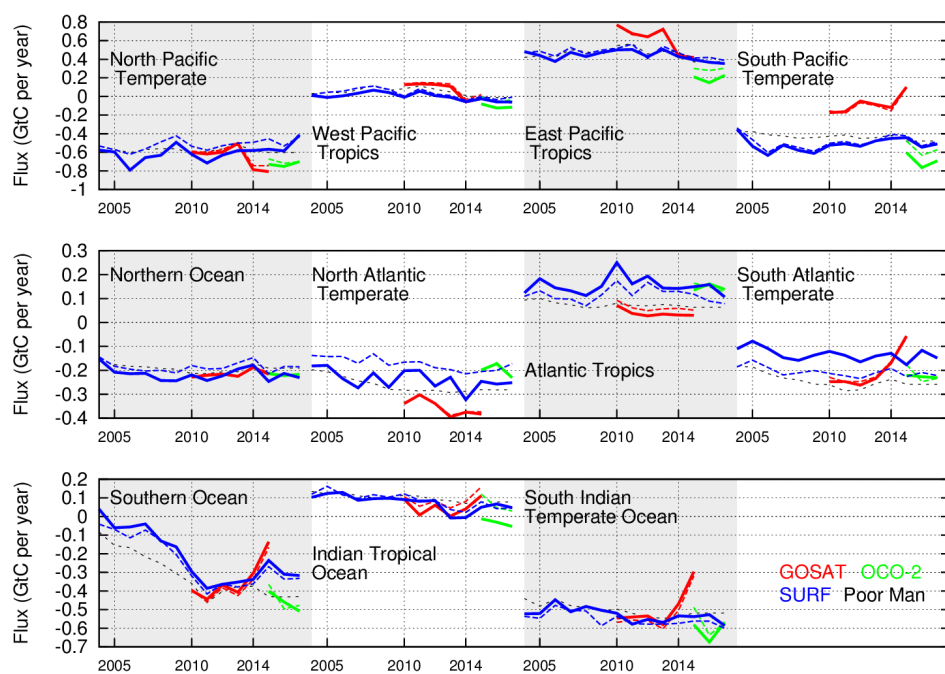 Flux (GtC per year)
0.8
0.6
0.4
0.2
0
-0.2
-0.4
-0.6
-0.8
-1
North Pacific
Temperate
West Pacific
Tropics
East Pacific
Tropics
South Pacific
Temperate
2005 2010 2014 2010 2014 2010 2014 2010 2014
Flux (GtC per year)
0.3
0.2
0.1
0
-0.1
-0.2
-0.3
-0.4
Northern Ocean
North Atlantic
Temperate
Atlantic Tropics
South Atlantic
Temperate
2005 2010 2014 2005 2010 2014 2005 2010 2014 2005 2010 2014
Flux (GtC per year)
0.2
0.1
0
-0.1
-0.2
-0.3
-0.4
-0.5
-0.6
-0.7
Southern Ocean
Indian Tropical
Ocean
South Indian
Temperate Ocean
GOSAT OCO-2
SURF Poor Man
2005 2010 2014 2005 2010 2014 2005 2010 2014